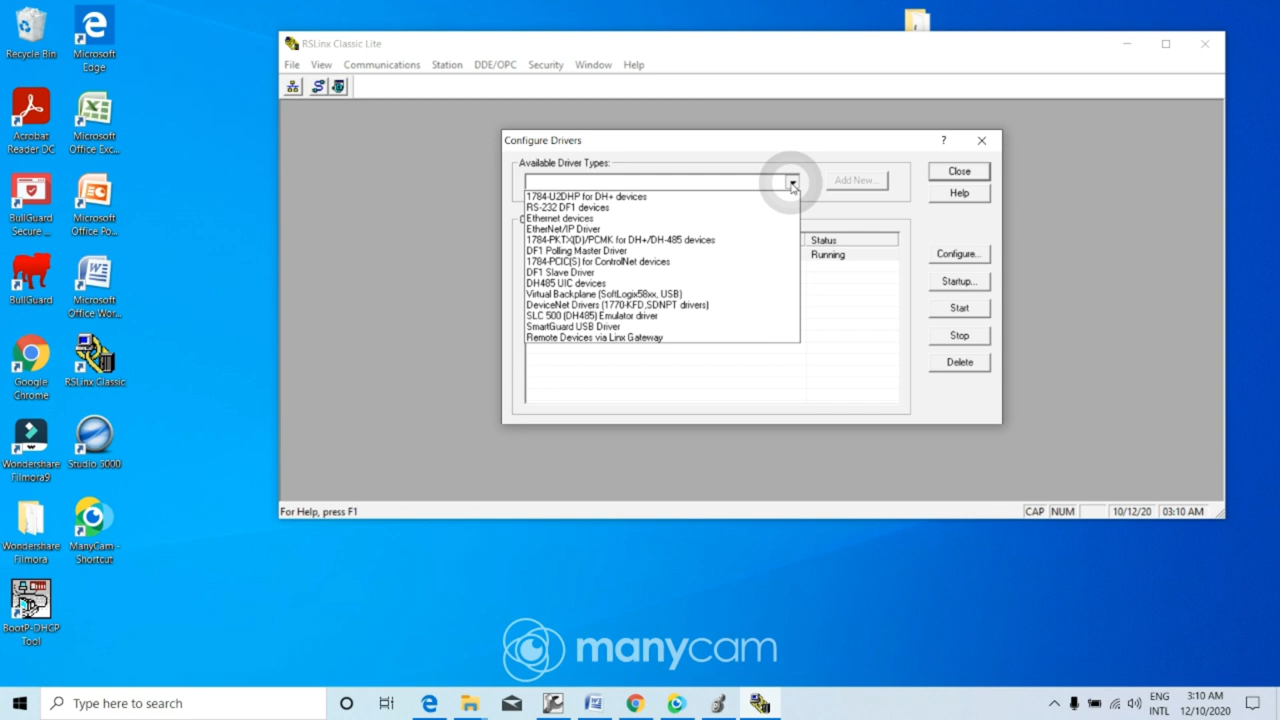 Recycle Bin
Microsoft
Edge
Acrobat
Reader DC
Microsoft
Office Exc...
BullGuard
Secure ...
Microsoft
Office Po...
BullGuard
Microsoft
Office Wor...
Google
Chrome
RSLinx Classic
Wondershare
Filmora9
Studio 5000
Wondershare
Filmora
ManyCam -
Shortcut
BootP-DHCP
Tool
RSLinx Classic Lite
File View Communications Station DDE/OPC Security Window Help
Configure Drivers
?
Available Driver Types:
Add New...
Close
Help
1784-U2DHP for DH+ devices
RS-232 DF1 devices
Ethernet devices
EtherNet/IP Driver
1784-PKTX(D)/PCMK for DH+/DH-485 devices
DF1 Polling Master Driver
1784-PCIC(S) for ControlNet devices
DF1 Slave Driver
DH485 UIC devices
Virtual Backplane (SoftLogix58xx, USB)
DeviceNet Drivers (1770-KFD,SDNPT drivers)
SLC 500 (DH485) Emulator driver
SmartGuard USB Driver
Remote Devices via Linx Gateway
Status
Running
Configure...
Startup...
Start
Stop
Delete
For Help, press F1
CAP NUM 10/12/20 03:10 AM
manycam
Type here to search
ENG
INTL
3:10 AM
12/10/2020